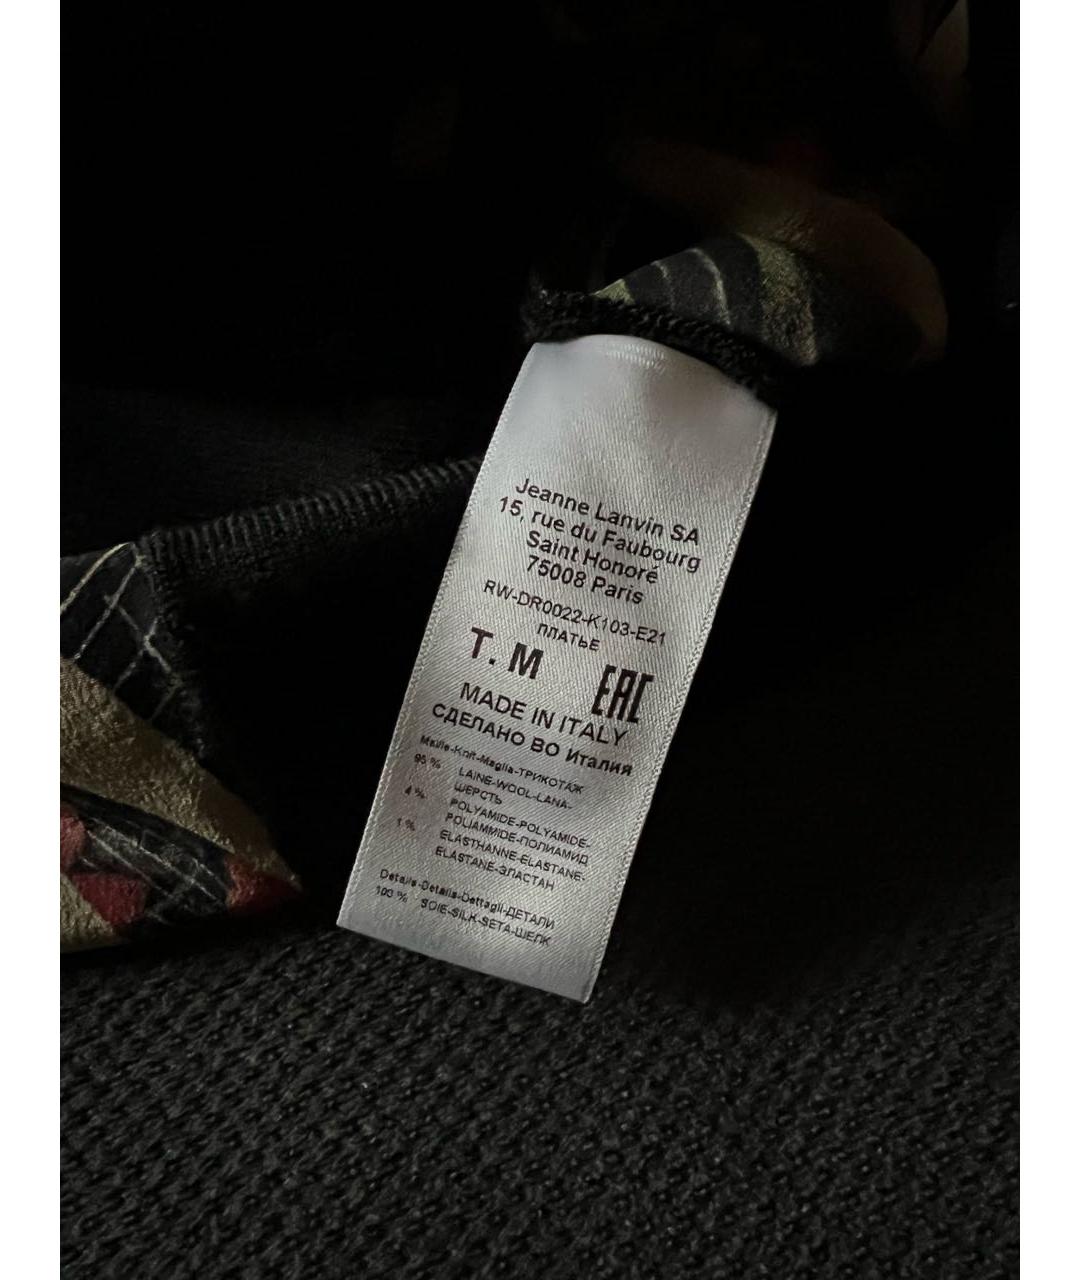 Jeanne Lanvin SA
15, rue du Faubourg
Saint Honoré
75008 Paris
RW-DR0022-K103-E21
ПЛАТЬЕ
T. M EAC
MADE IN ITALY
СДЕЛАНО ВО Италия
Maille-Knit-Maglia-ТРИКОТАЖ
95 % LAINE-WOOL-LANA-
ШЕРСТЬ
4 % POLYAMIDE-POLYAMIDE-
POLIAMMIDE-ПОЛИАМИД
1 % ELASTHANNE-ELASTANE-
ELASTANE-ЭЛАСТАН
Details-Details-Dettagli-ДЕТАЛИ
100 % SOIE-SILK-SETA-ШЕЛК